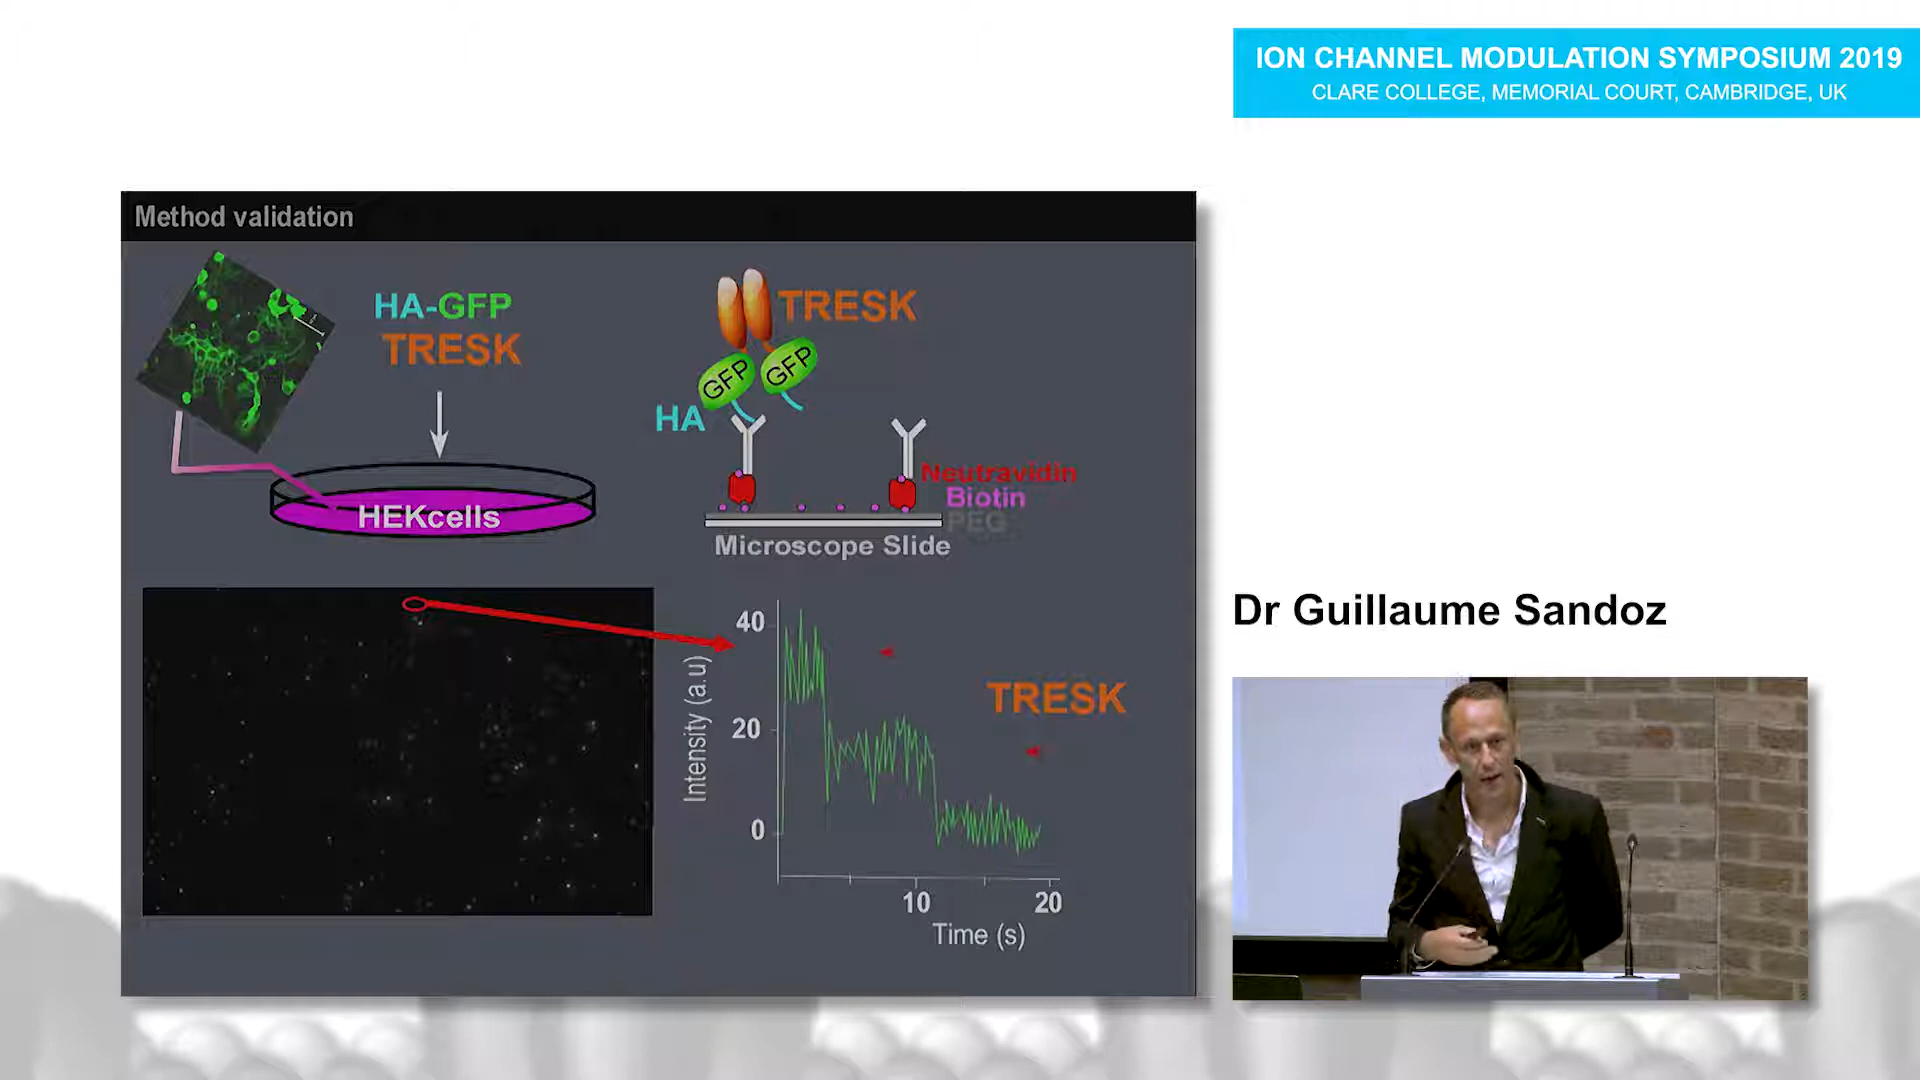 ION CHANNEL MODULATION SYMPOSIUM 2019
CLARE COLLEGE, MEMORIAL COURT, CAMBRIDGE, UK
Method validation
HA-GFP
TRESK
HEKcells
TRESK
GFP
GFP
HA
Neutravidin
Biotin
PEG
Microscope Slide
40
20
0
Intensity (a.u)
TRESK
10
20
Time (s)
Dr Guillaume Sandoz